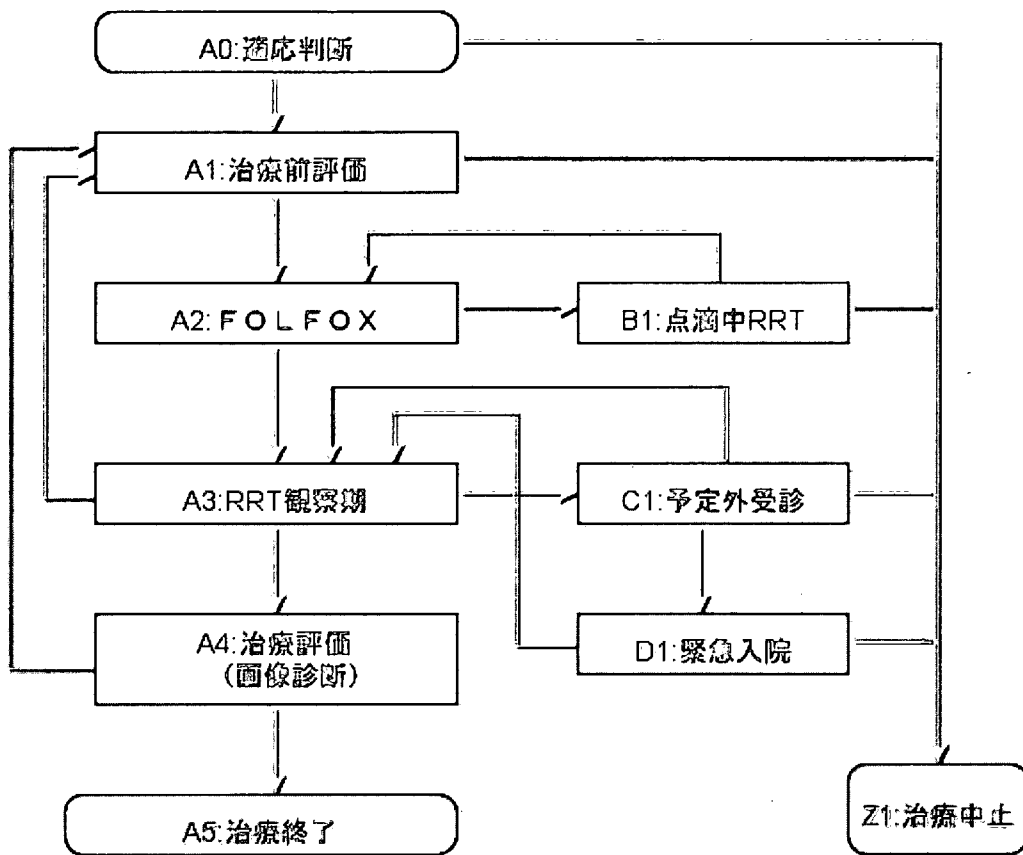 A0:適応判断
A1:治療前評価
A2:ＦＯＬＦＯＸ
B1:点滴中RRT
A3:RRT観察期
C1:予定外受診
A4:治療評価
（画像診断）
D1:緊急入院
A5:治療終了
Z1:治療中止